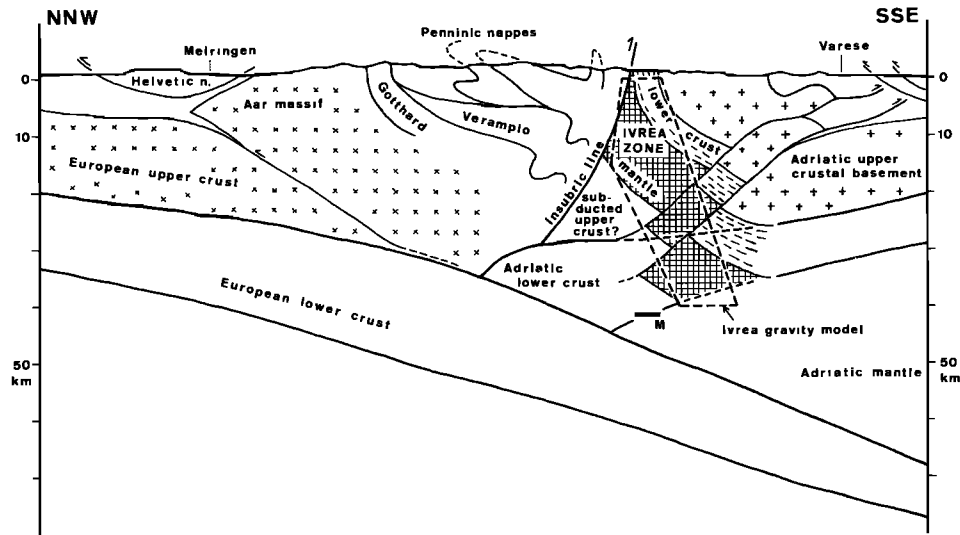 NNW
SSE
Penninic nappes
Meiringen
Varese
Helvetic n.
0
0
Aar massif
Gotthard
Verampio
lower crust
10
10
IVREA
ZONE
European upper crust
Adriatic upper
crustal basement
mantle
Insubric line
sub-
ducted
upper
crust?
Adriatic
lower crust
European lower crust
M
Ivrea gravity model
50
km
50
km
Adriatic mantle